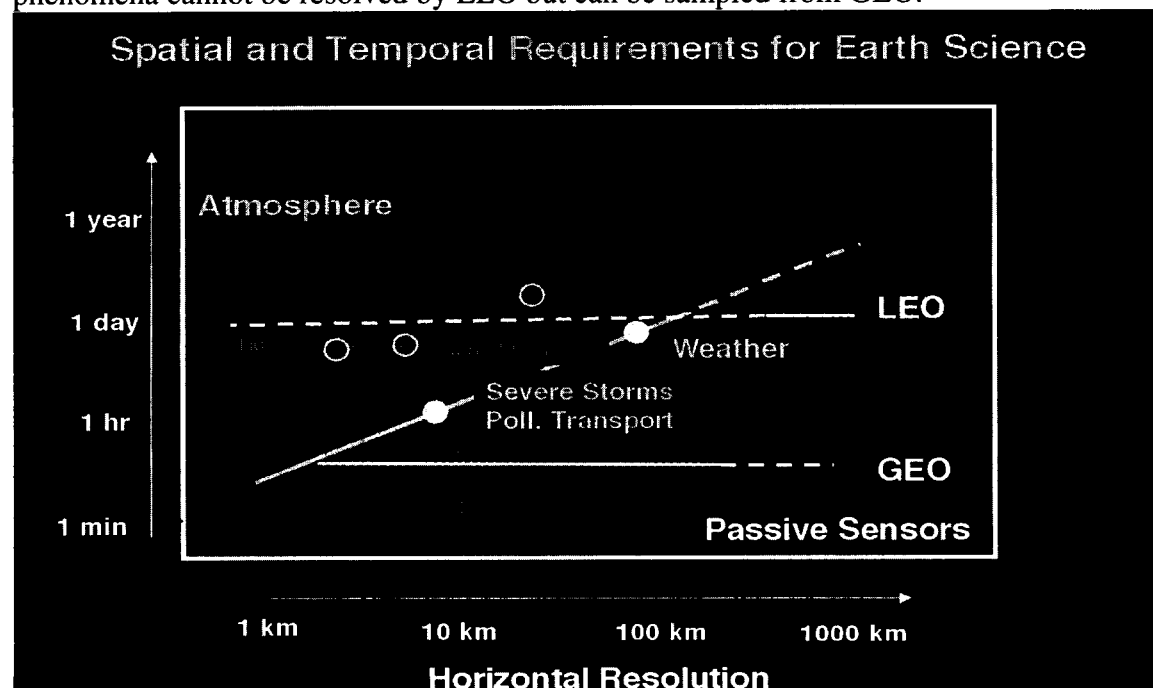 phenomena cannot be resolved by LEO but can be sampled from GEO.
Spatial and Temporal Requirements for Earth Science
Atmosphere
1 year
1 day
LEO
Weather
Severe Storms
1 hr
Poll. Transport
GEO
1 min
Passive Sensors
1 km
10 km
100 km
1000 km
Horizontal Resolution